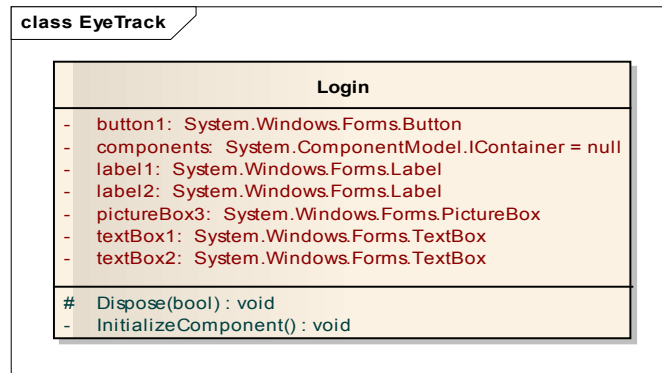 class EyeTrack
Login
- button1: System.Windows.Forms.Button
- components: System.ComponentModel.IContainer = null
- label1: System.Windows.Forms.Label
- label2: System.Windows.Forms.Label
- pictureBox3: System.Windows.Forms.PictureBox
- textBox1: System.Windows.Forms.TextBox
- textBox2: System.Windows.Forms.TextBox
# Dispose(bool) : void
- InitializeComponent() : void